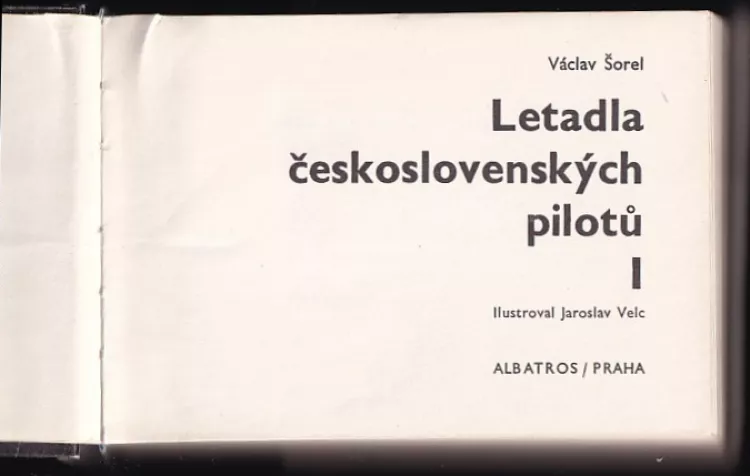 Václav Šorel
Letadla
československých
pilotů
I
Ilustroval Jaroslav Velc
ALBATROS / PRAHA